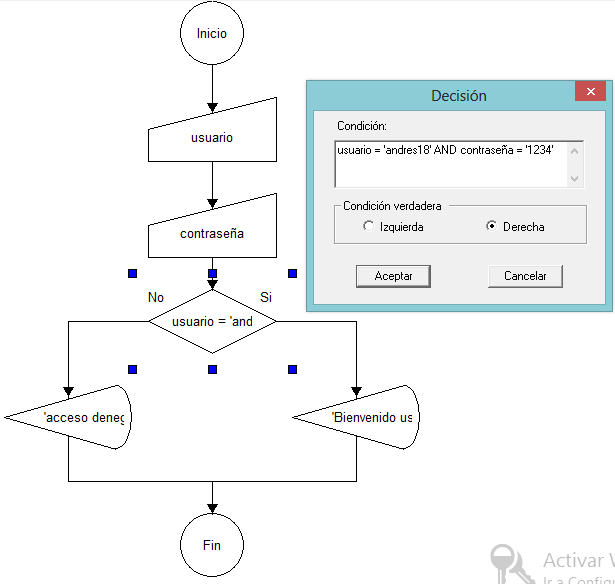 Inicio
usuario
contraseña
No
Si
usuario = 'and
'acceso deneg
'Bienvenido us
Fin
Decisión
Condición:
usuario = 'andres18' AND contraseña = '1234'
Condición verdadera
Izquierda
Derecha
Aceptar
Cancelar
Activar
Ir a Configu